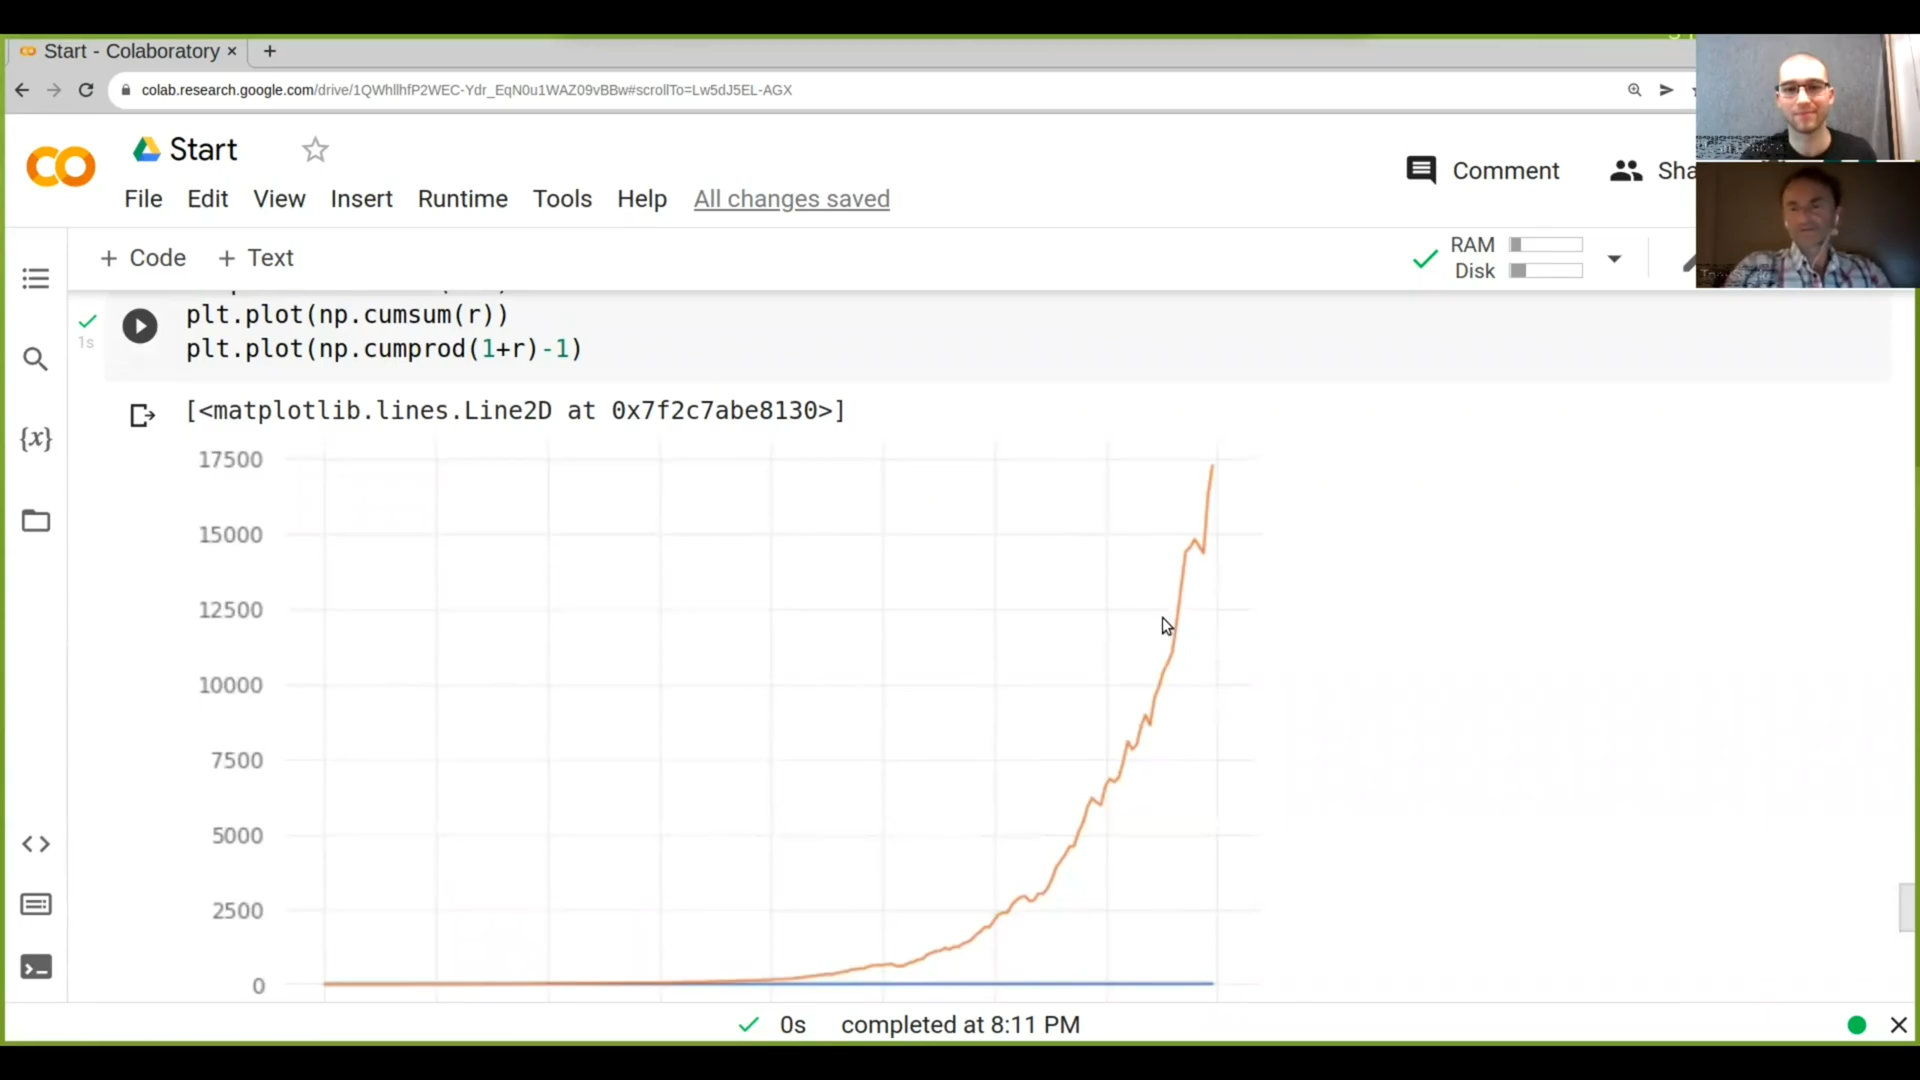 Start - Colaboratory
colab.research.google.com/drive/1QWhllhfP2WEC-Ydr_EqN0u1WAZ09vBBw#scrollTo=Lw5dJ5EL-AGX
Start
Comment
File Edit View Insert Runtime Tools Help All changes saved
+ Code + Text
RAM
Disk
plt.plot(np.cumsum(r))
1s
plt.plot(np.cumprod(1+r)-1)
[<matplotlib.lines.Line2D at 0x7f2c7abe8130>]
{x}
17500
15000
12500
10000
7500
5000
2500
0
0s completed at 8:11 PM